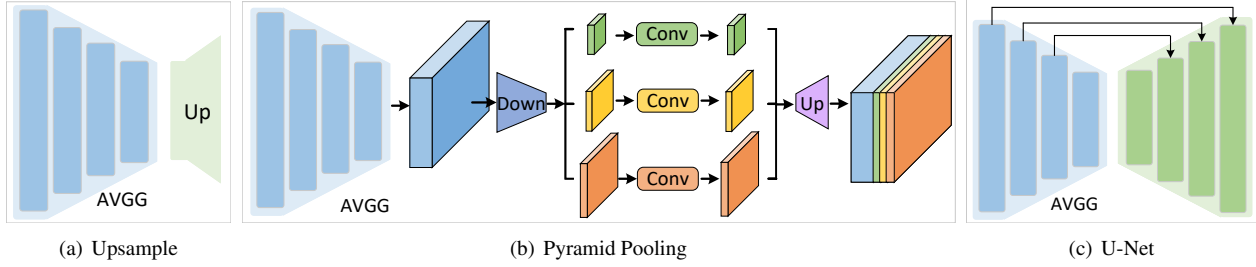 Up
AVGG
AVGG
Down
Conv
Conv
Conv
Up
AVGG
(a) Upsample
(b) Pyramid Pooling
(c) U-Net